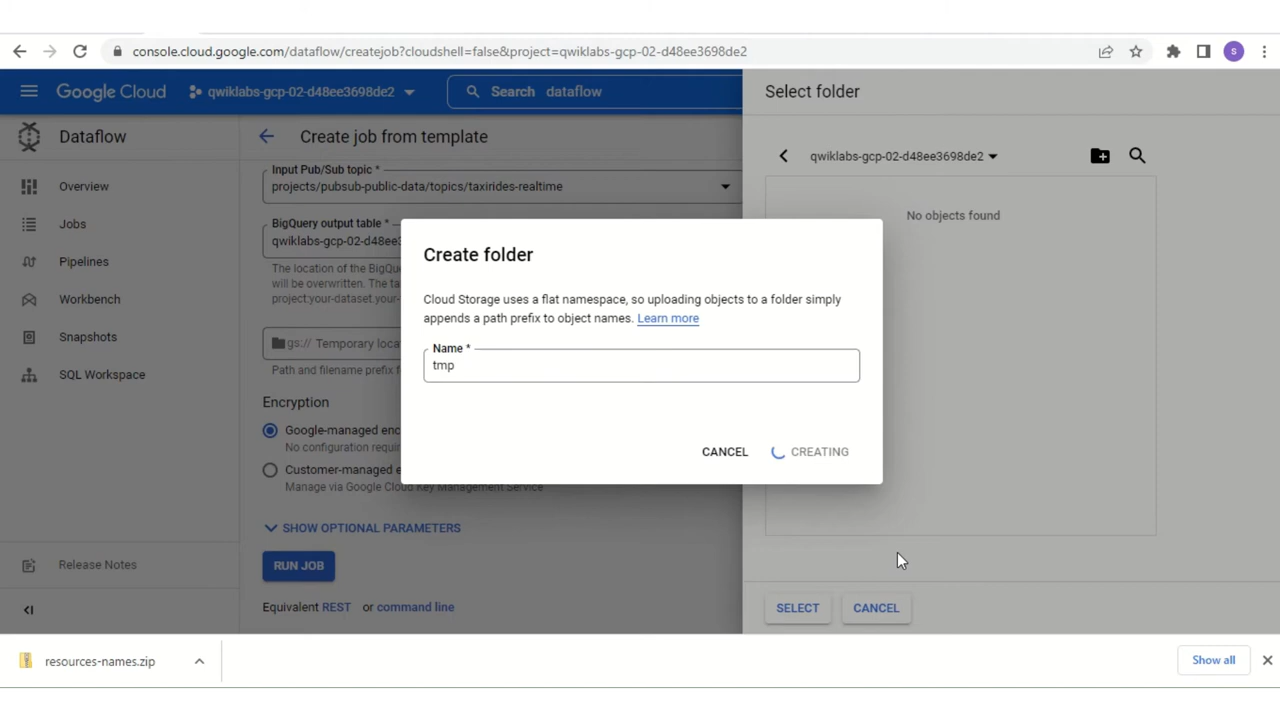 console.cloud.google.com/dataflow/createjob?cloudshell=false&project=qwiklabs-gcp-02-d48ee3698de2
S
Google Cloud
qwiklabs-gcp-02-d48ee3698de2
Search dataflow
Select folder
Dataflow
Create job from template
qwiklabs-gcp-02-d48ee3698de2
Overview
Jobs
Pipelines
Workbench
Snapshots
SQL Workspace
Release Notes
Input Pub/Sub topic *
projects/pubsub-public-data/topics/taxirides-realtime
BigQuery output table *
qwiklabs-gcp-02-d48ee3
The location of the BigQ
will be overwritten. The ta
project:your-dataset.your-
gs:// Temporary loca
Path and filename prefix f
Encryption
Google-managed enc
No configuration requir
Customer-managed e
Manage via Google Cloud Key Management Service
SHOW OPTIONAL PARAMETERS
RUN JOB
Equivalent REST or command line
Create folder
Cloud Storage uses a flat namespace, so uploading objects to a folder simply
appends a path prefix to object names. Learn more
Name *
tmp
CANCEL CREATING
No objects found
SELECT CANCEL
resources-names.zip
Show all